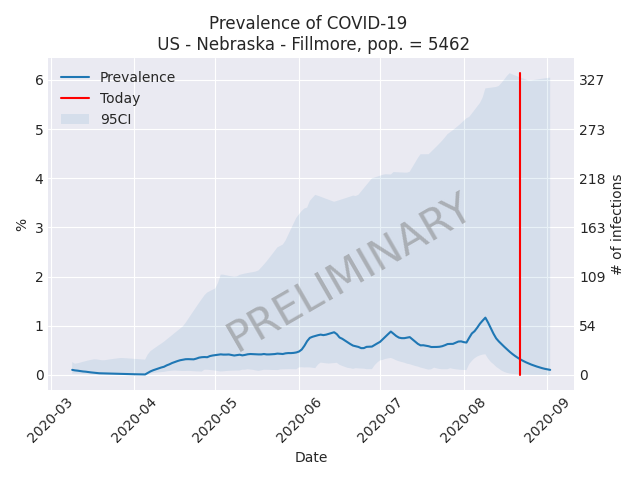 Prevalence of COVID-19
US - Nebraska - Fillmore, pop. = 5462
Prevalence
Today
95CI
PRELIMINARY
%
6
5
4
3
2
1
0
327
273
218
163
109
54
0
# of infections
2020-03
2020-04
2020-05
2020-06
2020-07
2020-08
2020-09
Date